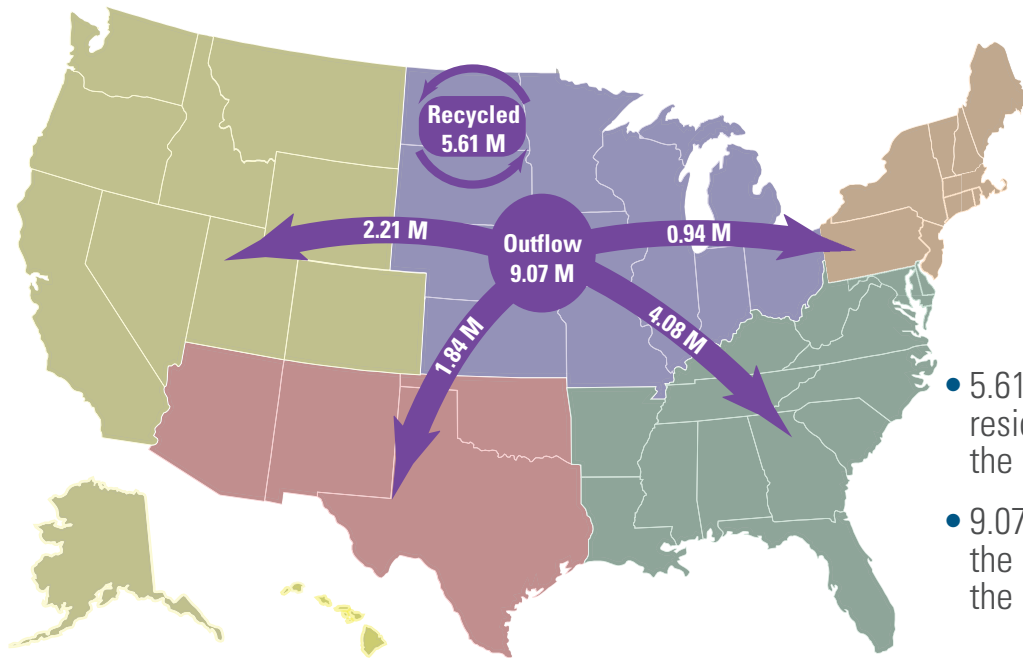 Recycled
5.61 M
2.21 M
Outflow
9.07 M
0.94 M
1.84 M
4.08 M
• 5.61
the
• 9.07
the
the